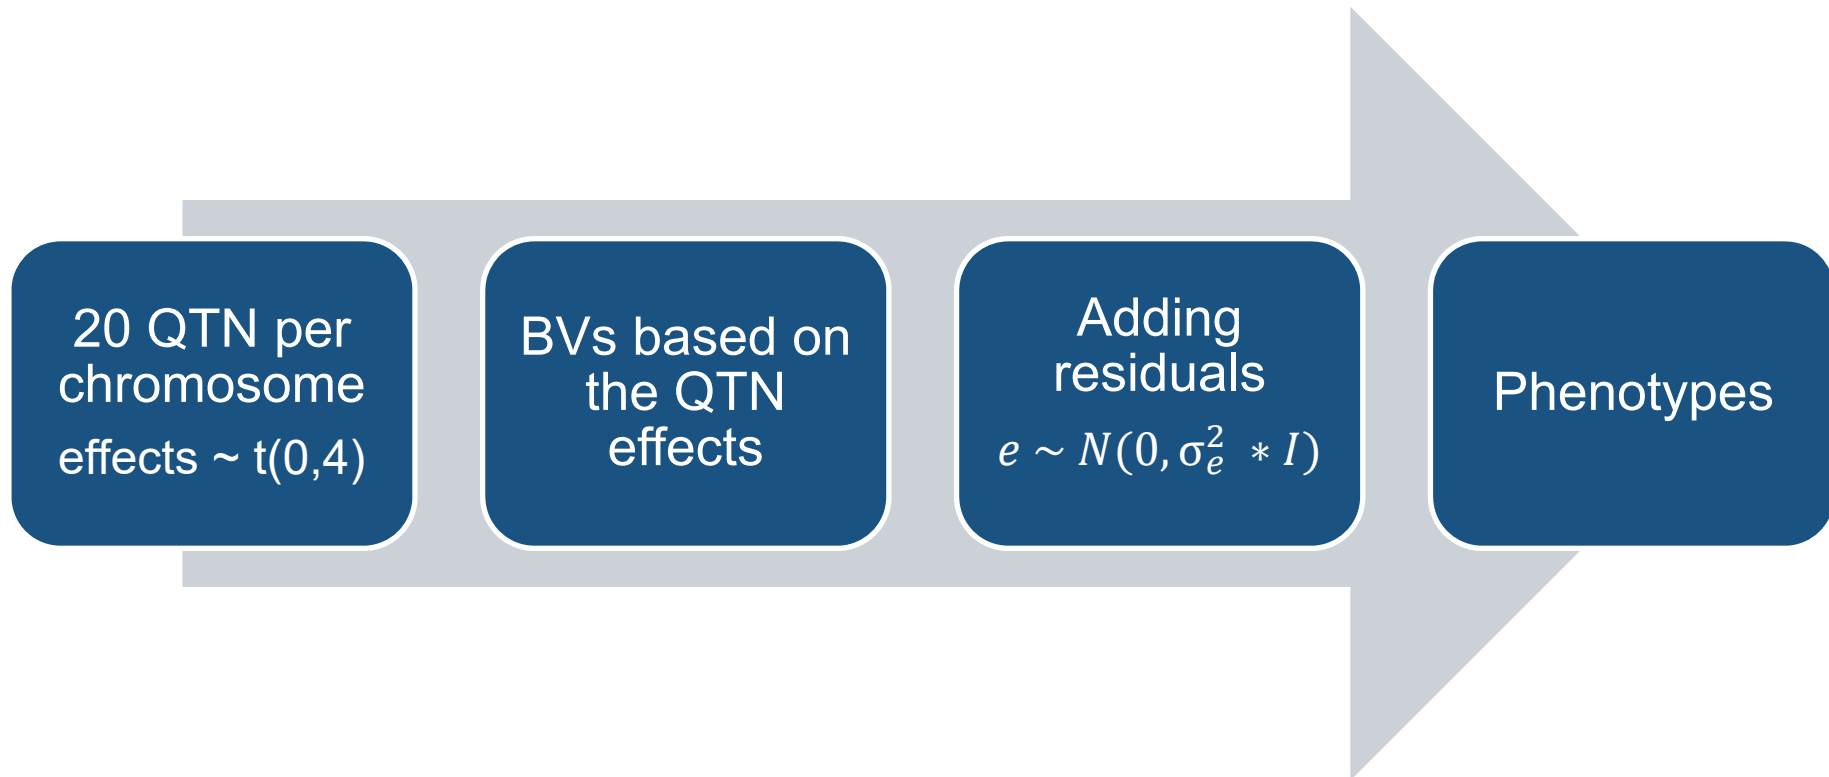 20 QTN per
chromosome
effects ~ t(0,4)
BVs based on
the QTN
effects
Adding
residuals
e ~ N(0, σ²ₑ * I)
Phenotypes